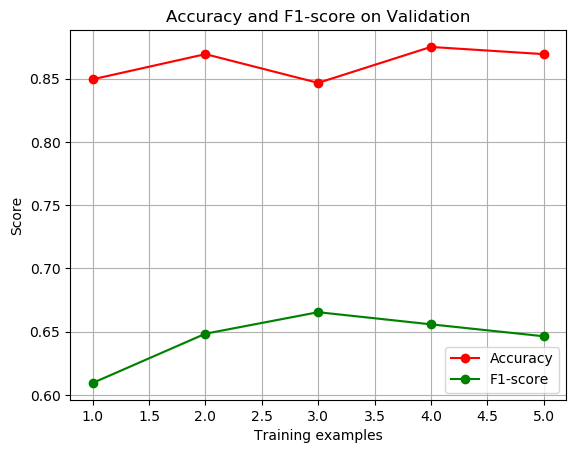 Accuracy and F1-score on Validation
Score
0.85
0.80
0.75
0.70
0.65
0.60
Accuracy
F1-score
1.0 1.5 2.0 2.5 3.0 3.5 4.0 4.5 5.0
Training examples